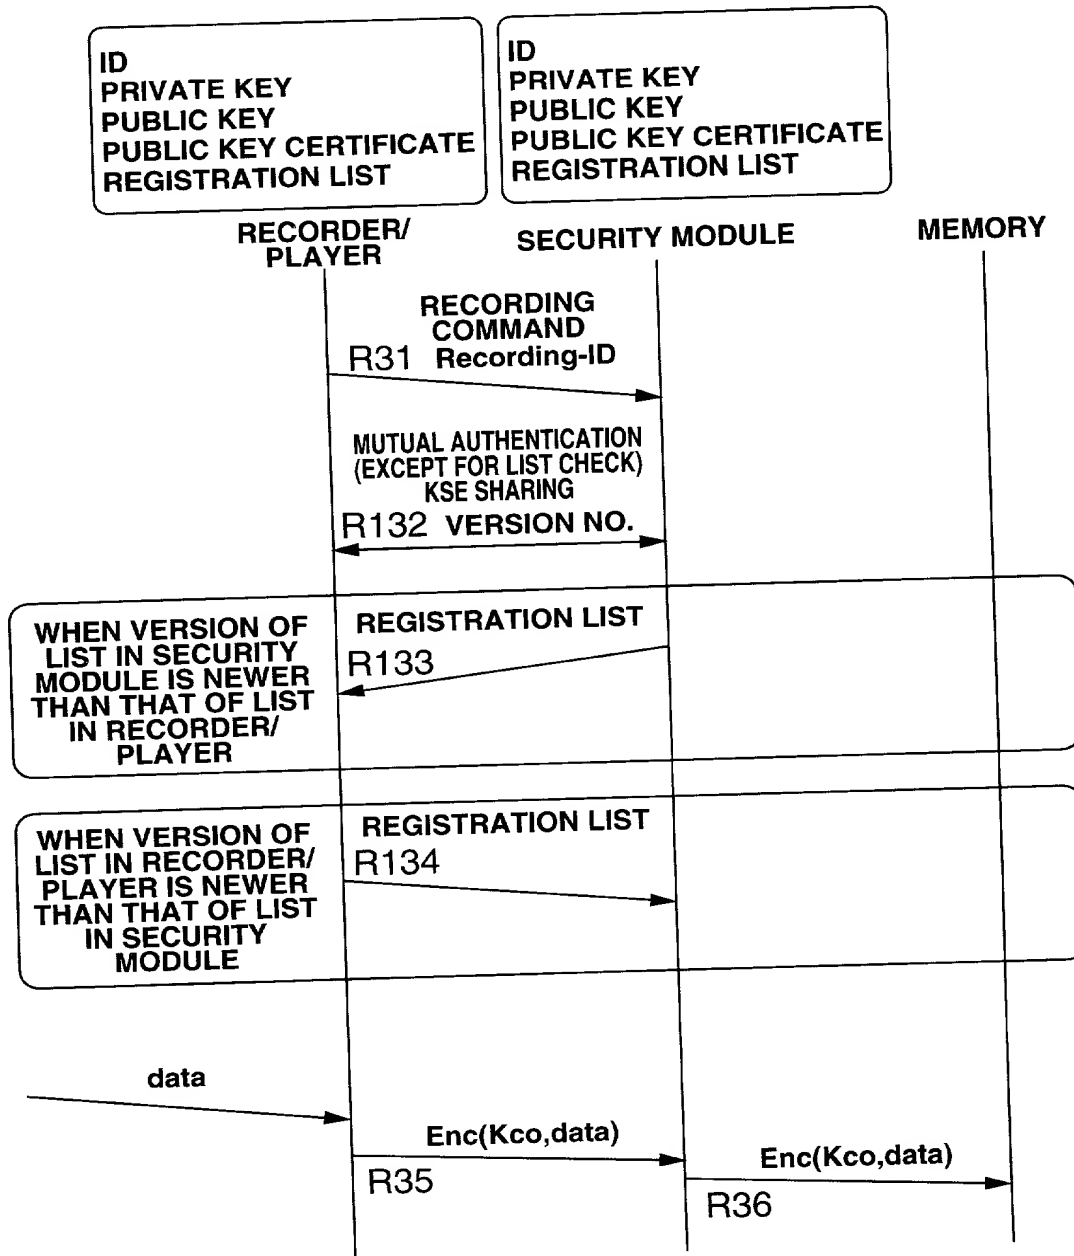 ID
PRIVATE KEY
PUBLIC KEY
PUBLIC KEY CERTIFICATE
REGISTRATION LIST
ID
PRIVATE KEY
PUBLIC KEY
PUBLIC KEY CERTIFICATE
REGISTRATION LIST
RECORDER/
PLAYER
SECURITY MODULE
MEMORY
RECORDING
COMMAND
R31 Recording-ID
MUTUAL AUTHENTICATION
(EXCEPT FOR LIST CHECK)
KSE SHARING
R132 VERSION NO.
WHEN VERSION OF
LIST IN SECURITY
MODULE IS NEWER
THAN THAT OF LIST
IN RECORDER/
PLAYER
REGISTRATION LIST
R133
WHEN VERSION OF
LIST IN RECORDER/
PLAYER IS NEWER
THAN THAT OF LIST
IN SECURITY
MODULE
REGISTRATION LIST
R134
data
Enc(Kco,data)
R35
Enc(Kco,data)
R36